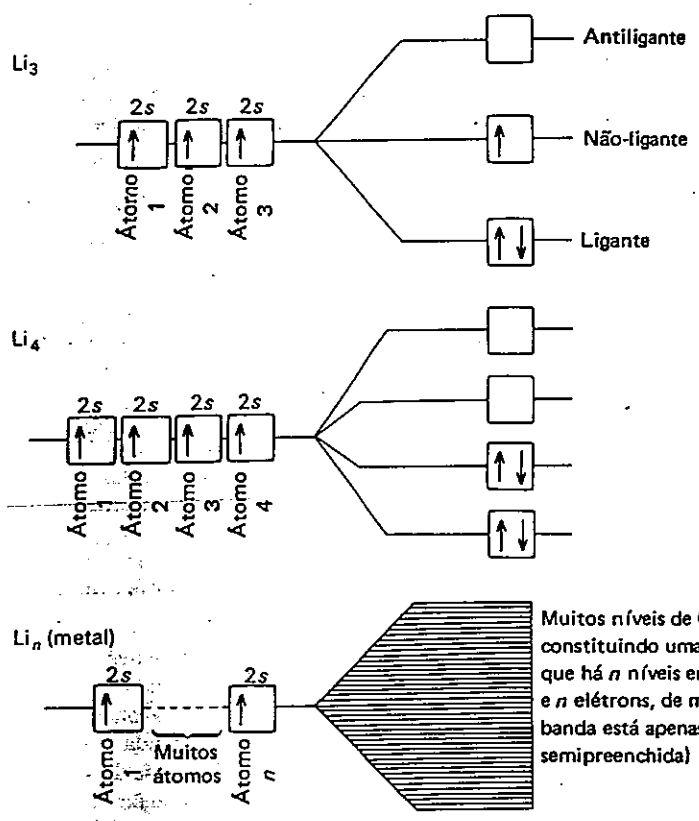 Li₃
Antiligante
2s 2s 2s
Não-ligante
Átomo 1
Átomo 2
Átomo 3
Ligante
Li₄
2s 2s 2s 2s
Átomo 1
Átomo 2
Átomo 3
Átomo 4
Liₙ (metal)
Muitos níveis de
constituindo uma
que há n níveis
e n elétrons, de
banda está apenas
semipreenchida)
2s 2s
Átomo 1
Muitos
átomos
Átomo n